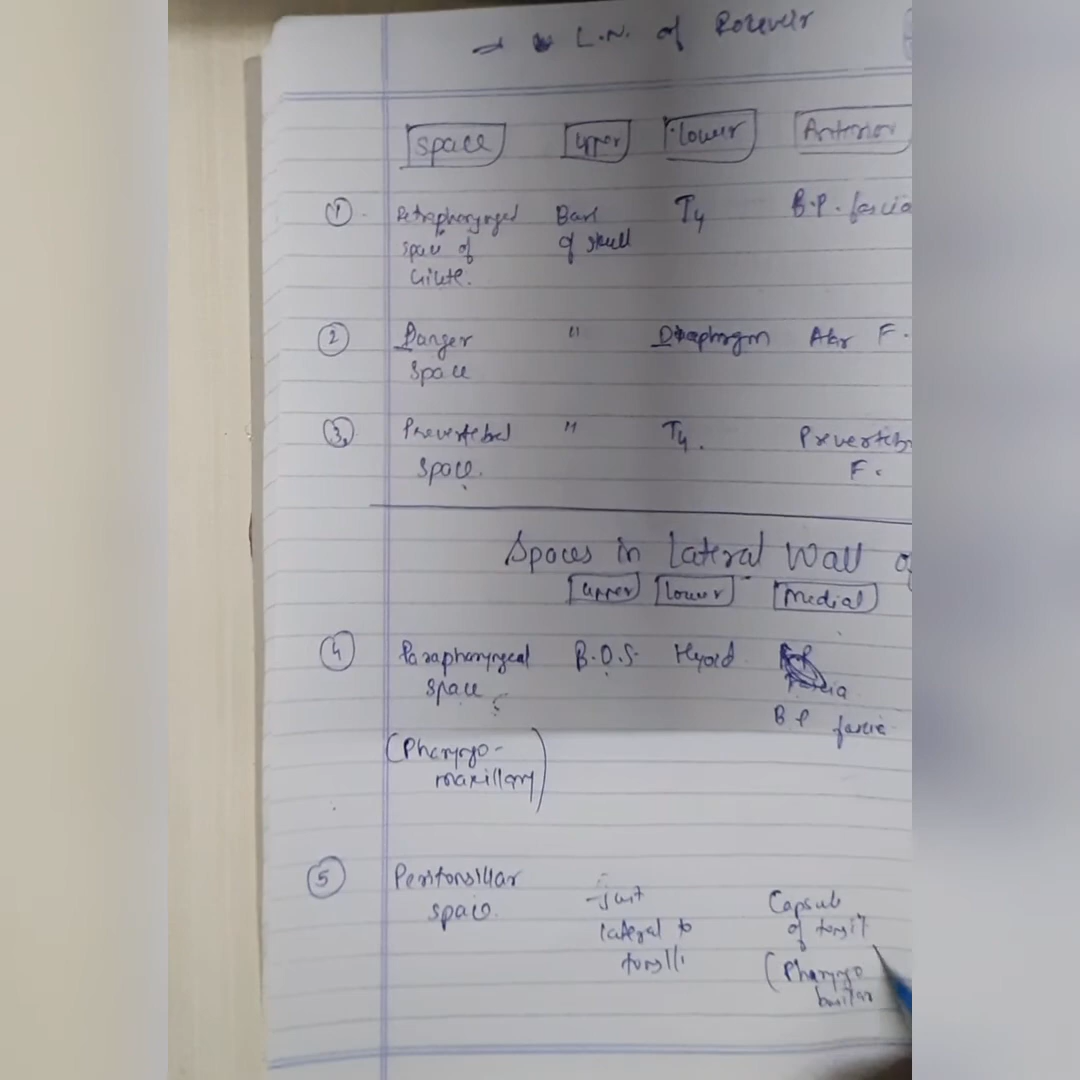 → L.N. of Rouvier
Space Upper Lower Anterior
① Retropharyngeal Base T4 B.P. fascia
space of of skull
Gilete.
② Danger " Diaphragm Alar F.
space
③ Prevertebral " T4. Preverteb
space. F.
Spaces in Lateral Wall o
Upper Lower Medial
④ Parapharyngeal B.O.S. Hyoid
space fascia
B P fascia
(Pharyngo-
maxillary)
⑤ Peritonsillar - Just Capsule
space. lateral to of tonsil
tonsil (Pharyngo
basilar